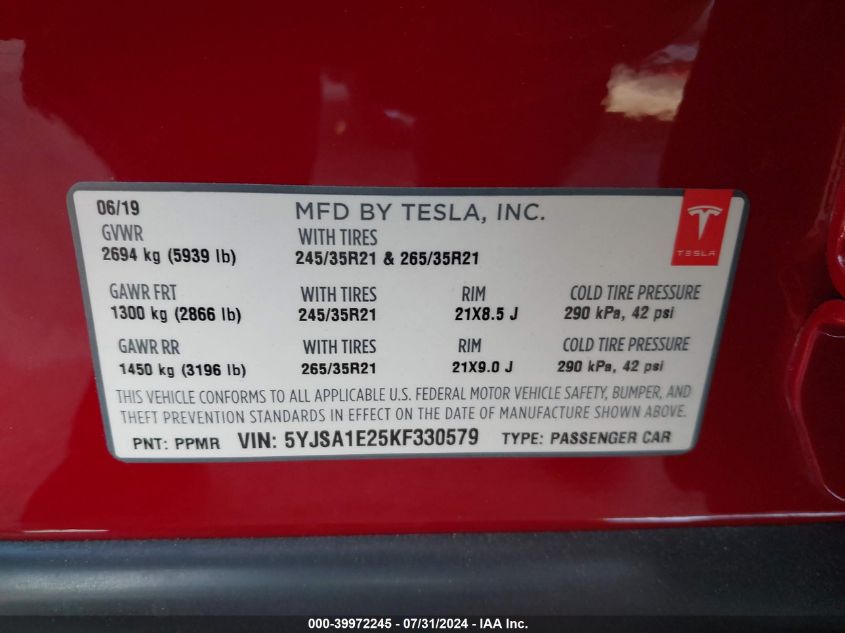 06/19 MFD BY TESLA, INC.
GVWR WITH TIRES
2694 kg (5939 lb) 245/35R21 & 265/35R21
TESLA
GAWR FRT WITH TIRES RIM COLD TIRE PRESSURE
1300 kg (2866 lb) 245/35R21 21X8.5 J 290 kPa, 42 psi
GAWR RR WITH TIRES RIM COLD TIRE PRESSURE
1450 kg (3196 lb) 265/35R21 21X9.0 J 290 kPa, 42 psi
THIS VEHICLE CONFORMS TO ALL APPLICABLE U.S. FEDERAL MOTOR VEHICLE SAFETY, BUMPER, AND
THEFT PREVENTION STANDARDS IN EFFECT ON THE DATE OF MANUFACTURE SHOWN ABOVE.
PNT: PPMR VIN: 5YJSA1E25KF330579 TYPE: PASSENGER CAR
000-39972245 - 07/31/2024 - IAA Inc.